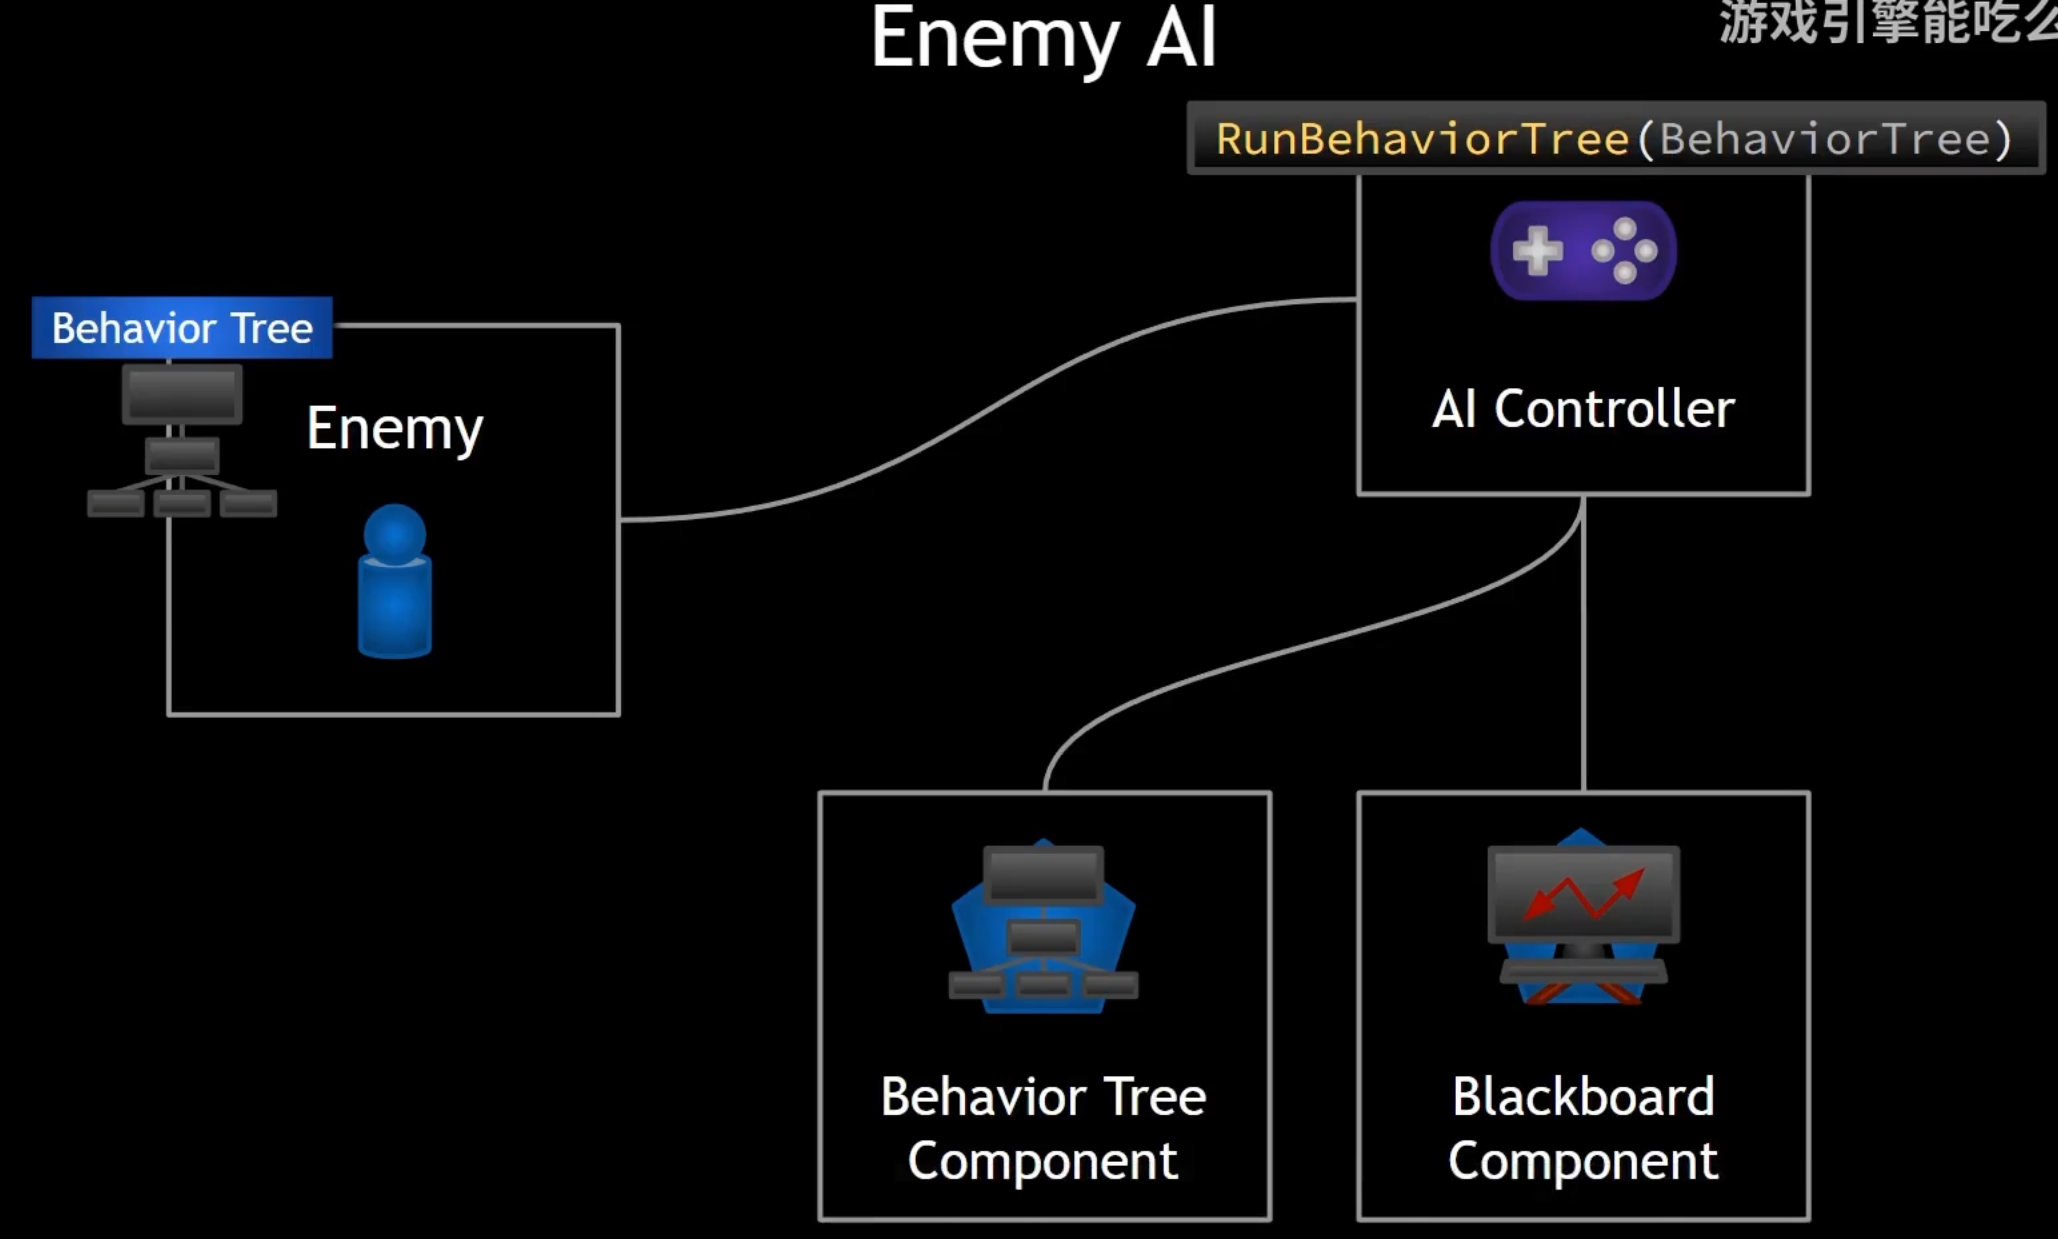 Enemy AI
游戏引擎能吃么
RunBehaviorTree(BehaviorTree)
Behavior Tree
Enemy
AI Controller
Behavior Tree
Component
Blackboard
Component